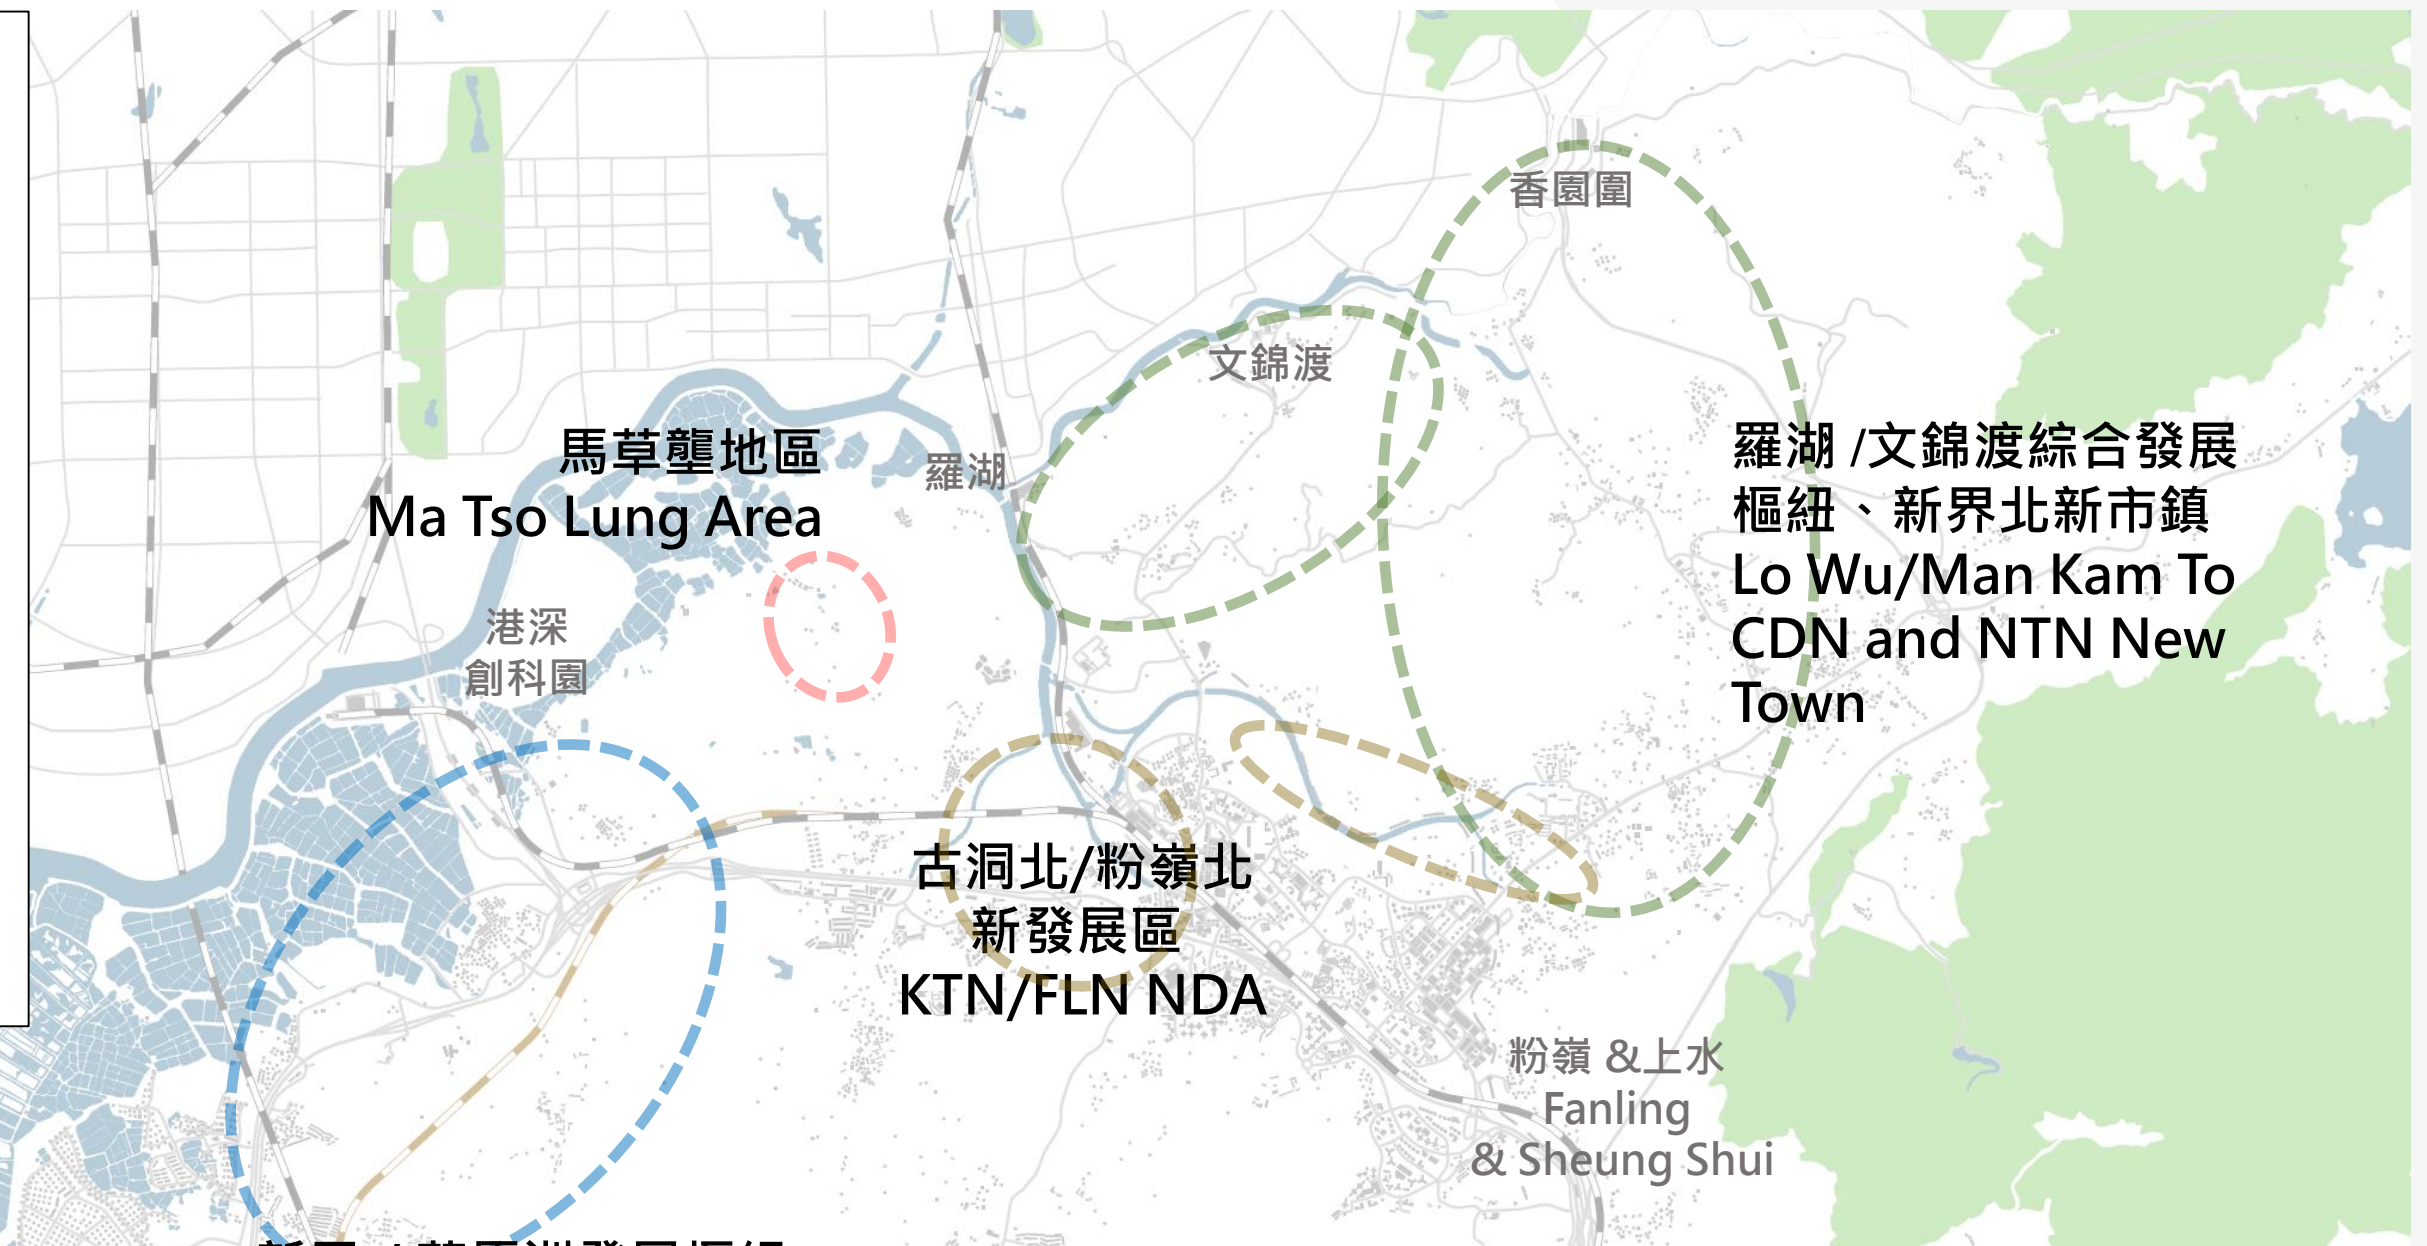 香園圍
文錦渡
馬草壟地區
Ma Tso Lung Area
羅湖
羅湖 /文錦渡綜合發展
樞紐、新界北新市鎮
Lo Wu/Man Kam To
CDN and NTN New
Town
港深
創科園
古洞北/粉嶺北
新發展區
KTN/FLN NDA
粉嶺 &上水
Fanling
& Sheung Shui